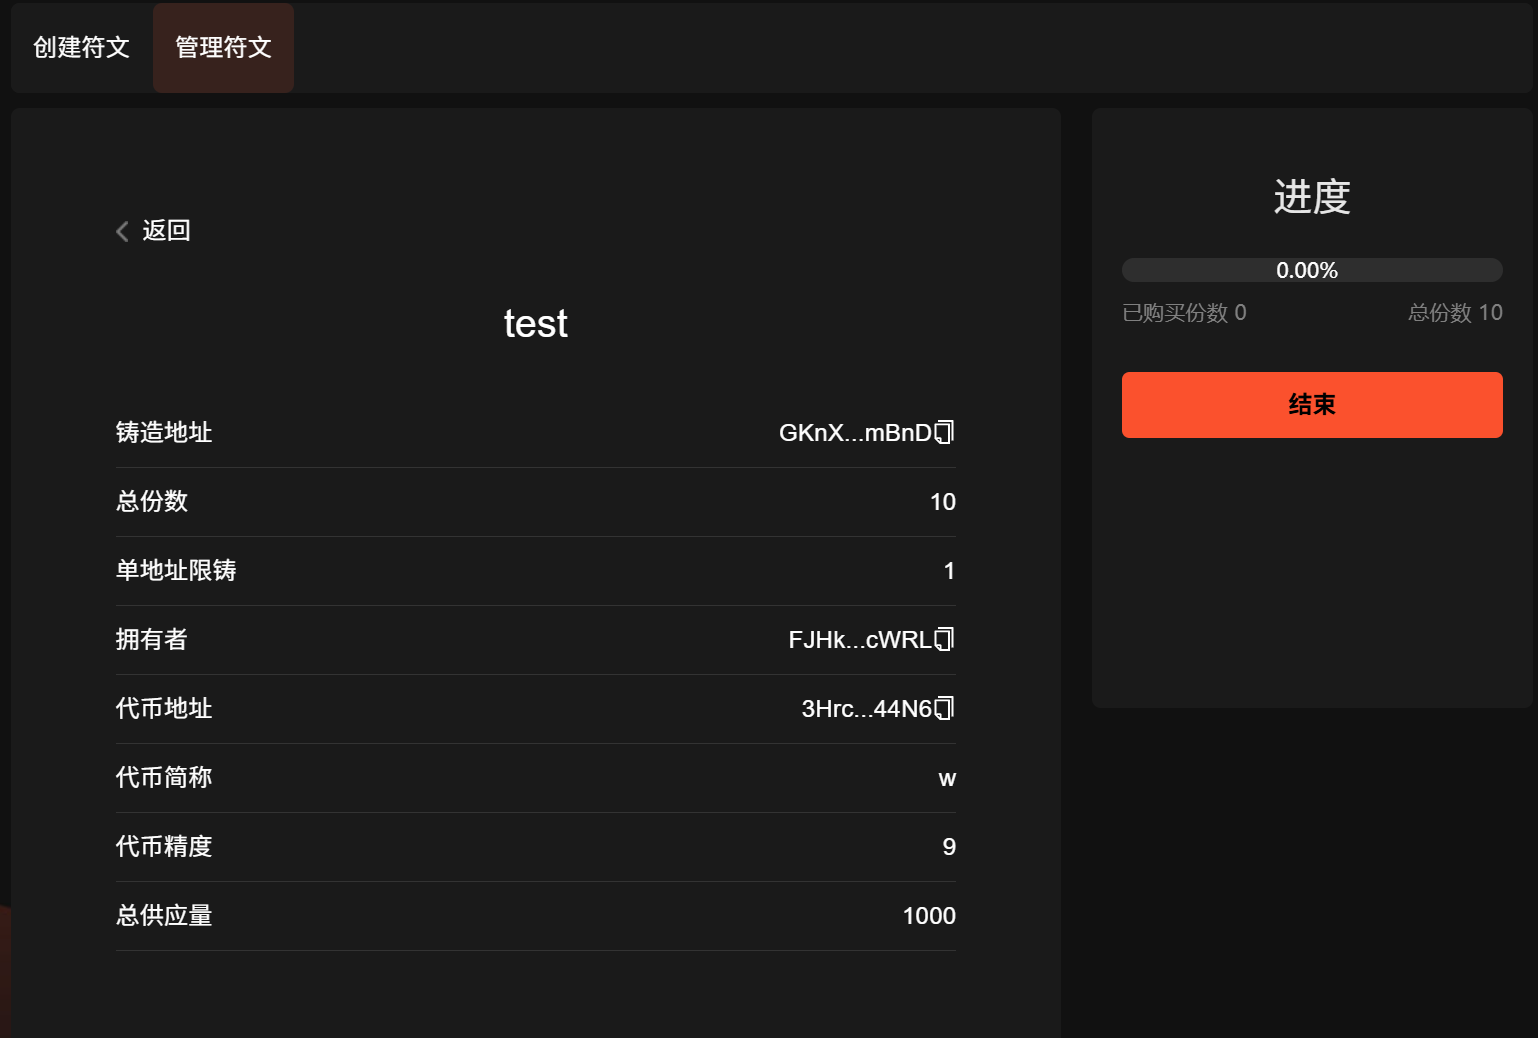 创建符文 管理符文
返回
test
铸造地址 GKnX...mBnD
总份数 10
单地址限铸 1
拥有者 FJHk...cWRL
代币地址 3Hrc...44N6
代币简称 w
代币精度 9
总供应量 1000
进度
0.00%
已购买份数 0 总份数 10
结束